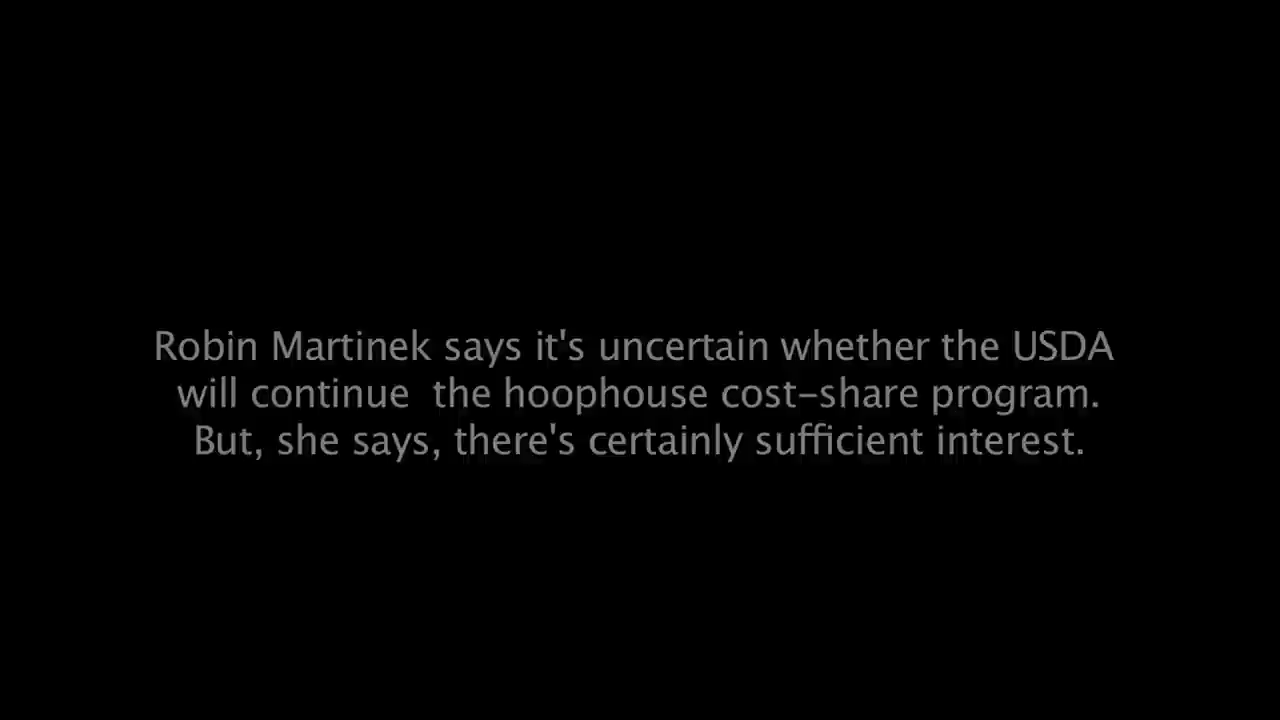 Robin Martinek says it's uncertain whether the USDA
will continue  the hoophouse cost-share program.
But, she says, there's certainly sufficient interest.